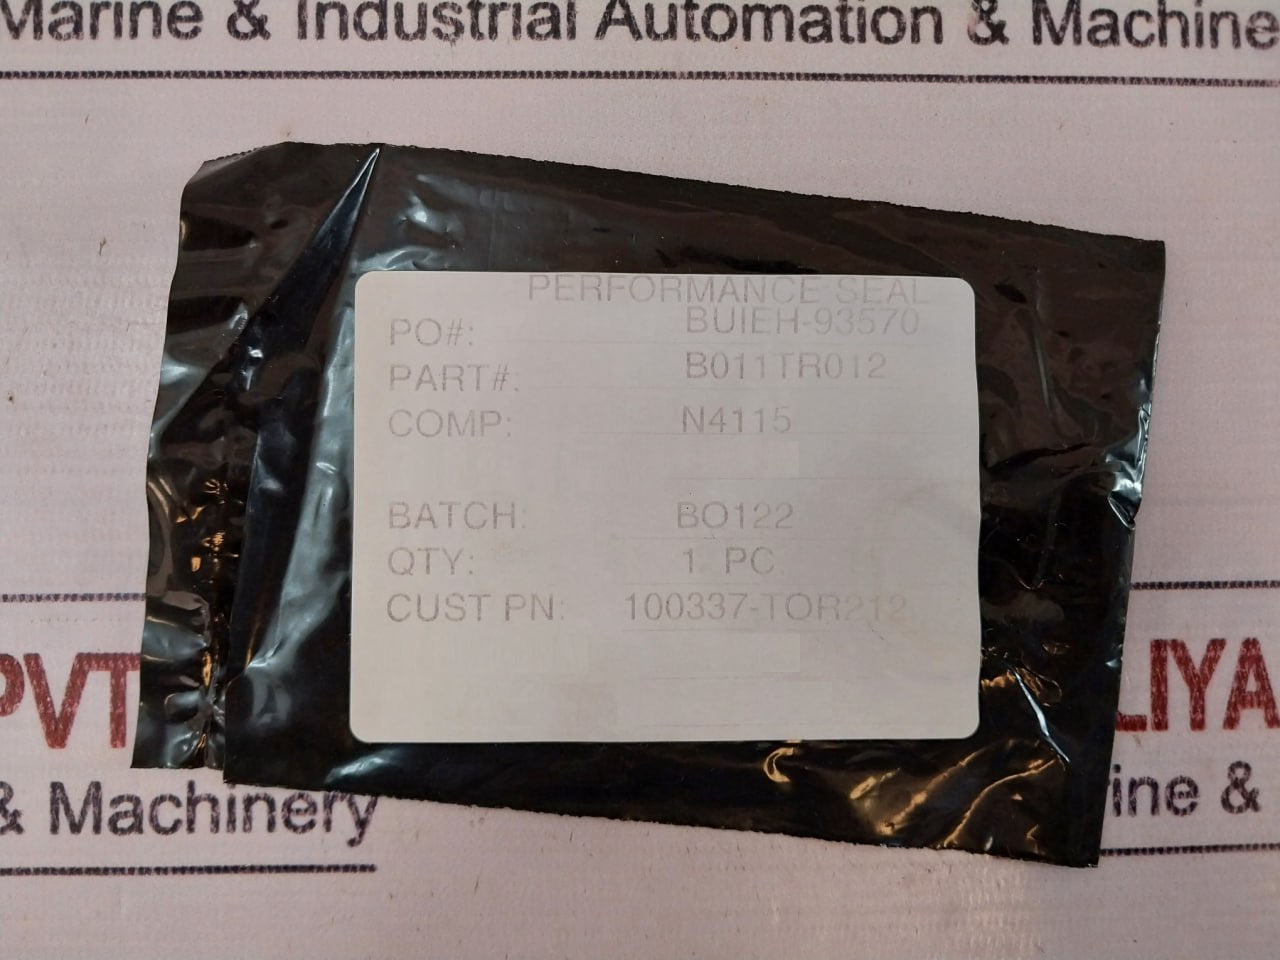 Marine & Industrial Automation & Machine
PERFORMANCE SEAL
PO#: BUIEH-93570
PART#: B011TR012
COMP: N4115
BATCH: BO122
QTY: 1 PC
CUST PN: 100337-TOR212
PVT LIYA
& Machinery ine &